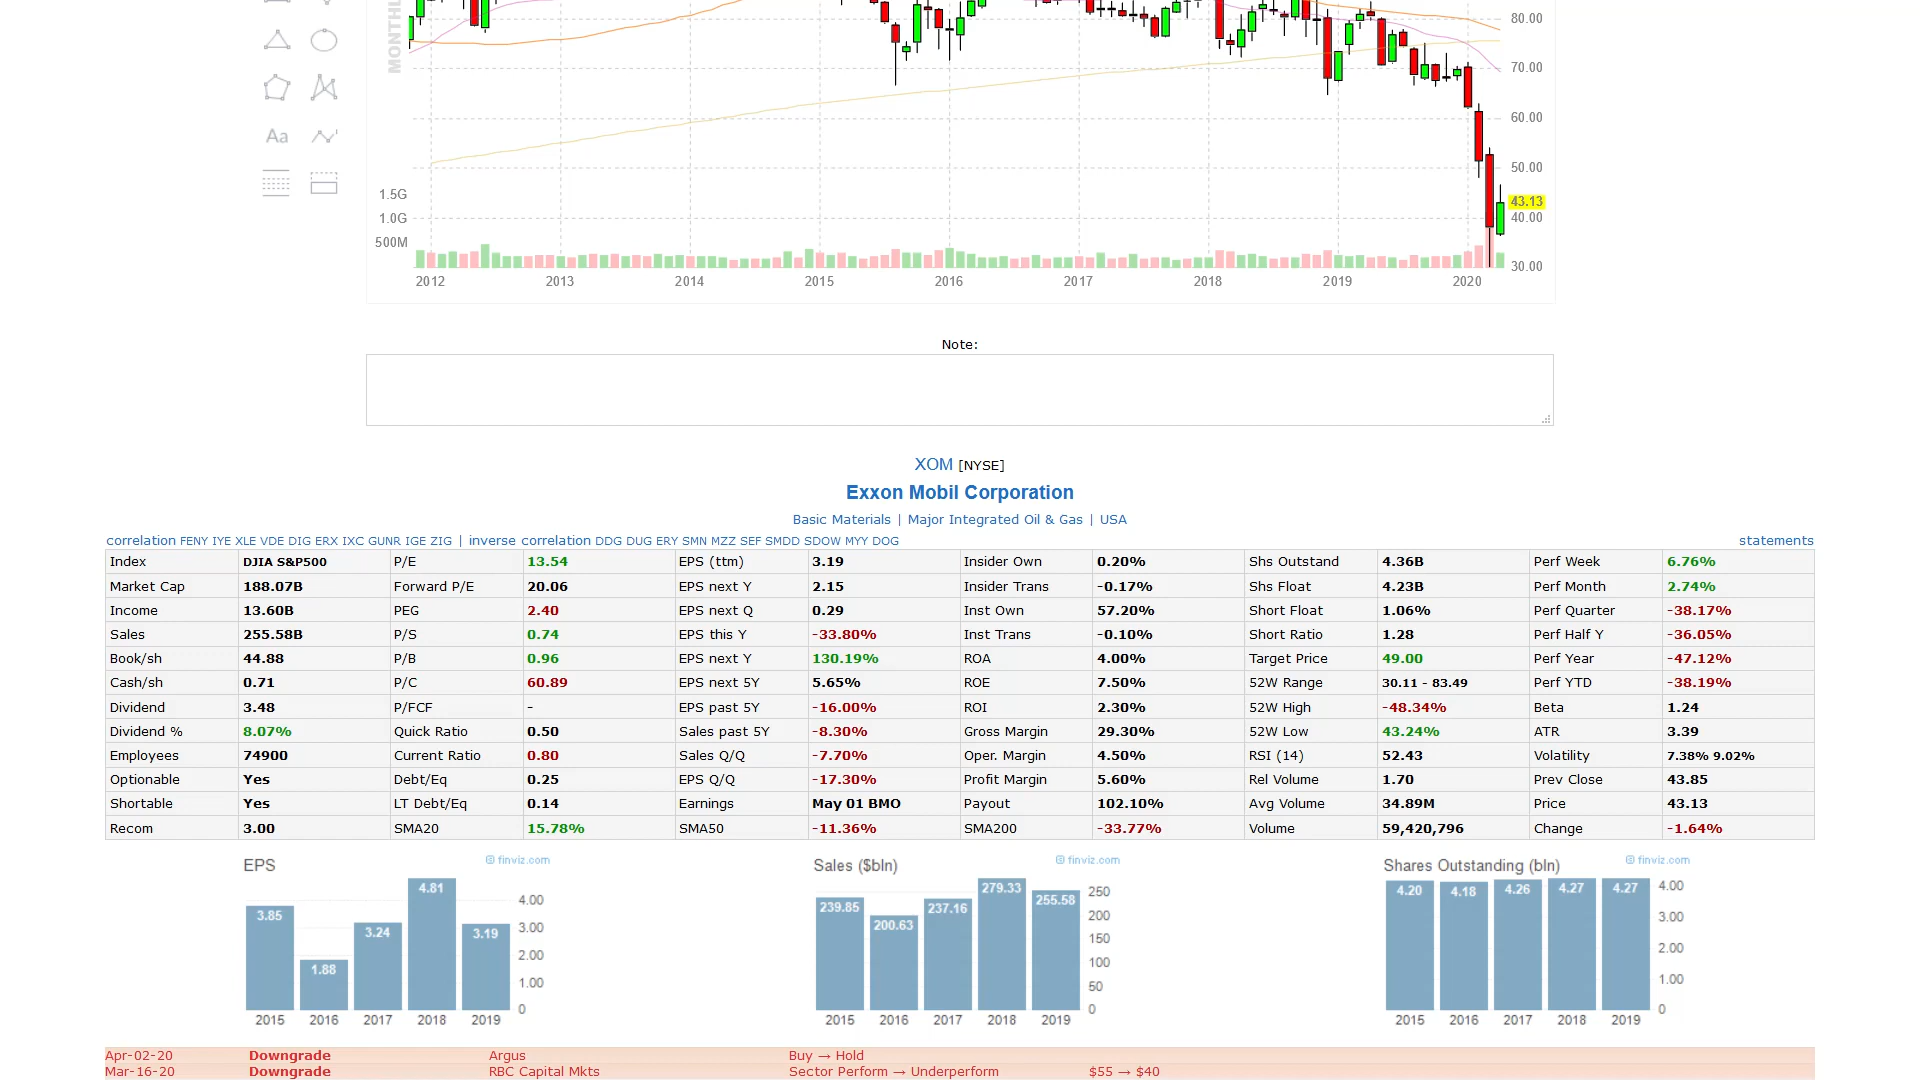 MONTHL
80.00
70.00
60.00
50.00
43.13
40.00
30.00
Aa
1.5G
1.0G
500M
2012 2013 2014 2015 2016 2017 2018 2019 2020
Note:
XOM [NYSE]
Exxon Mobil Corporation
Basic Materials | Major Integrated Oil & Gas | USA
correlation FENY IYE XLE VDE DIG ERX IXC GUNR IGE ZIG | inverse correlation DDG DUG ERY SMN MZZ SEF SMDD SDOW MYY DOG statements
Index DJIA S&P500 P/E 13.54 EPS (ttm) 3.19 Insider Own 0.20% Shs Outstand 4.36B Perf Week 6.76%
Market Cap 188.07B Forward P/E 20.06 EPS next Y 2.15 Insider Trans -0.17% Shs Float 4.23B Perf Month 2.74%
Income 13.60B PEG 2.40 EPS next Q 0.29 Inst Own 57.20% Short Float 1.06% Perf Quarter -38.17%
Sales 255.58B P/S 0.74 EPS this Y -33.80% Inst Trans -0.10% Short Ratio 1.28 Perf Half Y -36.05%
Book/sh 44.88 P/B 0.96 EPS next Y 130.19% ROA 4.00% Target Price 49.00 Perf Year -47.12%
Cash/sh 0.71 P/C 60.89 EPS next 5Y 5.65% ROE 7.50% 52W Range 30.11 - 83.49 Perf YTD -38.19%
Dividend 3.48 P/FCF - EPS past 5Y -16.00% ROI 2.30% 52W High -48.34% Beta 1.24
Dividend % 8.07% Quick Ratio 0.50 Sales past 5Y -8.30% Gross Margin 29.30% 52W Low 43.24% ATR 3.39
Employees 74900 Current Ratio 0.80 Sales Q/Q -7.70% Oper. Margin 4.50% RSI (14) 52.43 Volatility 7.38% 9.02%
Optionable Yes Debt/Eq 0.25 EPS Q/Q -17.30% Profit Margin 5.60% Rel Volume 1.70 Prev Close 43.85
Shortable Yes LT Debt/Eq 0.14 Earnings May 01 BMO Payout 102.10% Avg Volume 34.89M Price 43.13
Recom 3.00 SMA20 15.78% SMA50 -11.36% SMA200 -33.77% Volume 59,420,796 Change -1.64%
EPS finviz.com
4.81
4.00
3.85
3.24
3.19
3.00
2.00
1.88
1.00
0
2015 2016 2017 2018 2019
Sales ($bln) finviz.com
279.33
250
255.58
239.85
237.16
200.63
200
150
100
50
0
2015 2016 2017 2018 2019
Shares Outstanding (bln) finviz.com
4.20 4.18 4.26 4.27 4.27
4.00
3.00
2.00
1.00
0
2015 2016 2017 2018 2019
Apr-02-20 Downgrade Argus Buy → Hold
Mar-16-20 Downgrade RBC Capital Mkts Sector Perform → Underperform $55 → $40